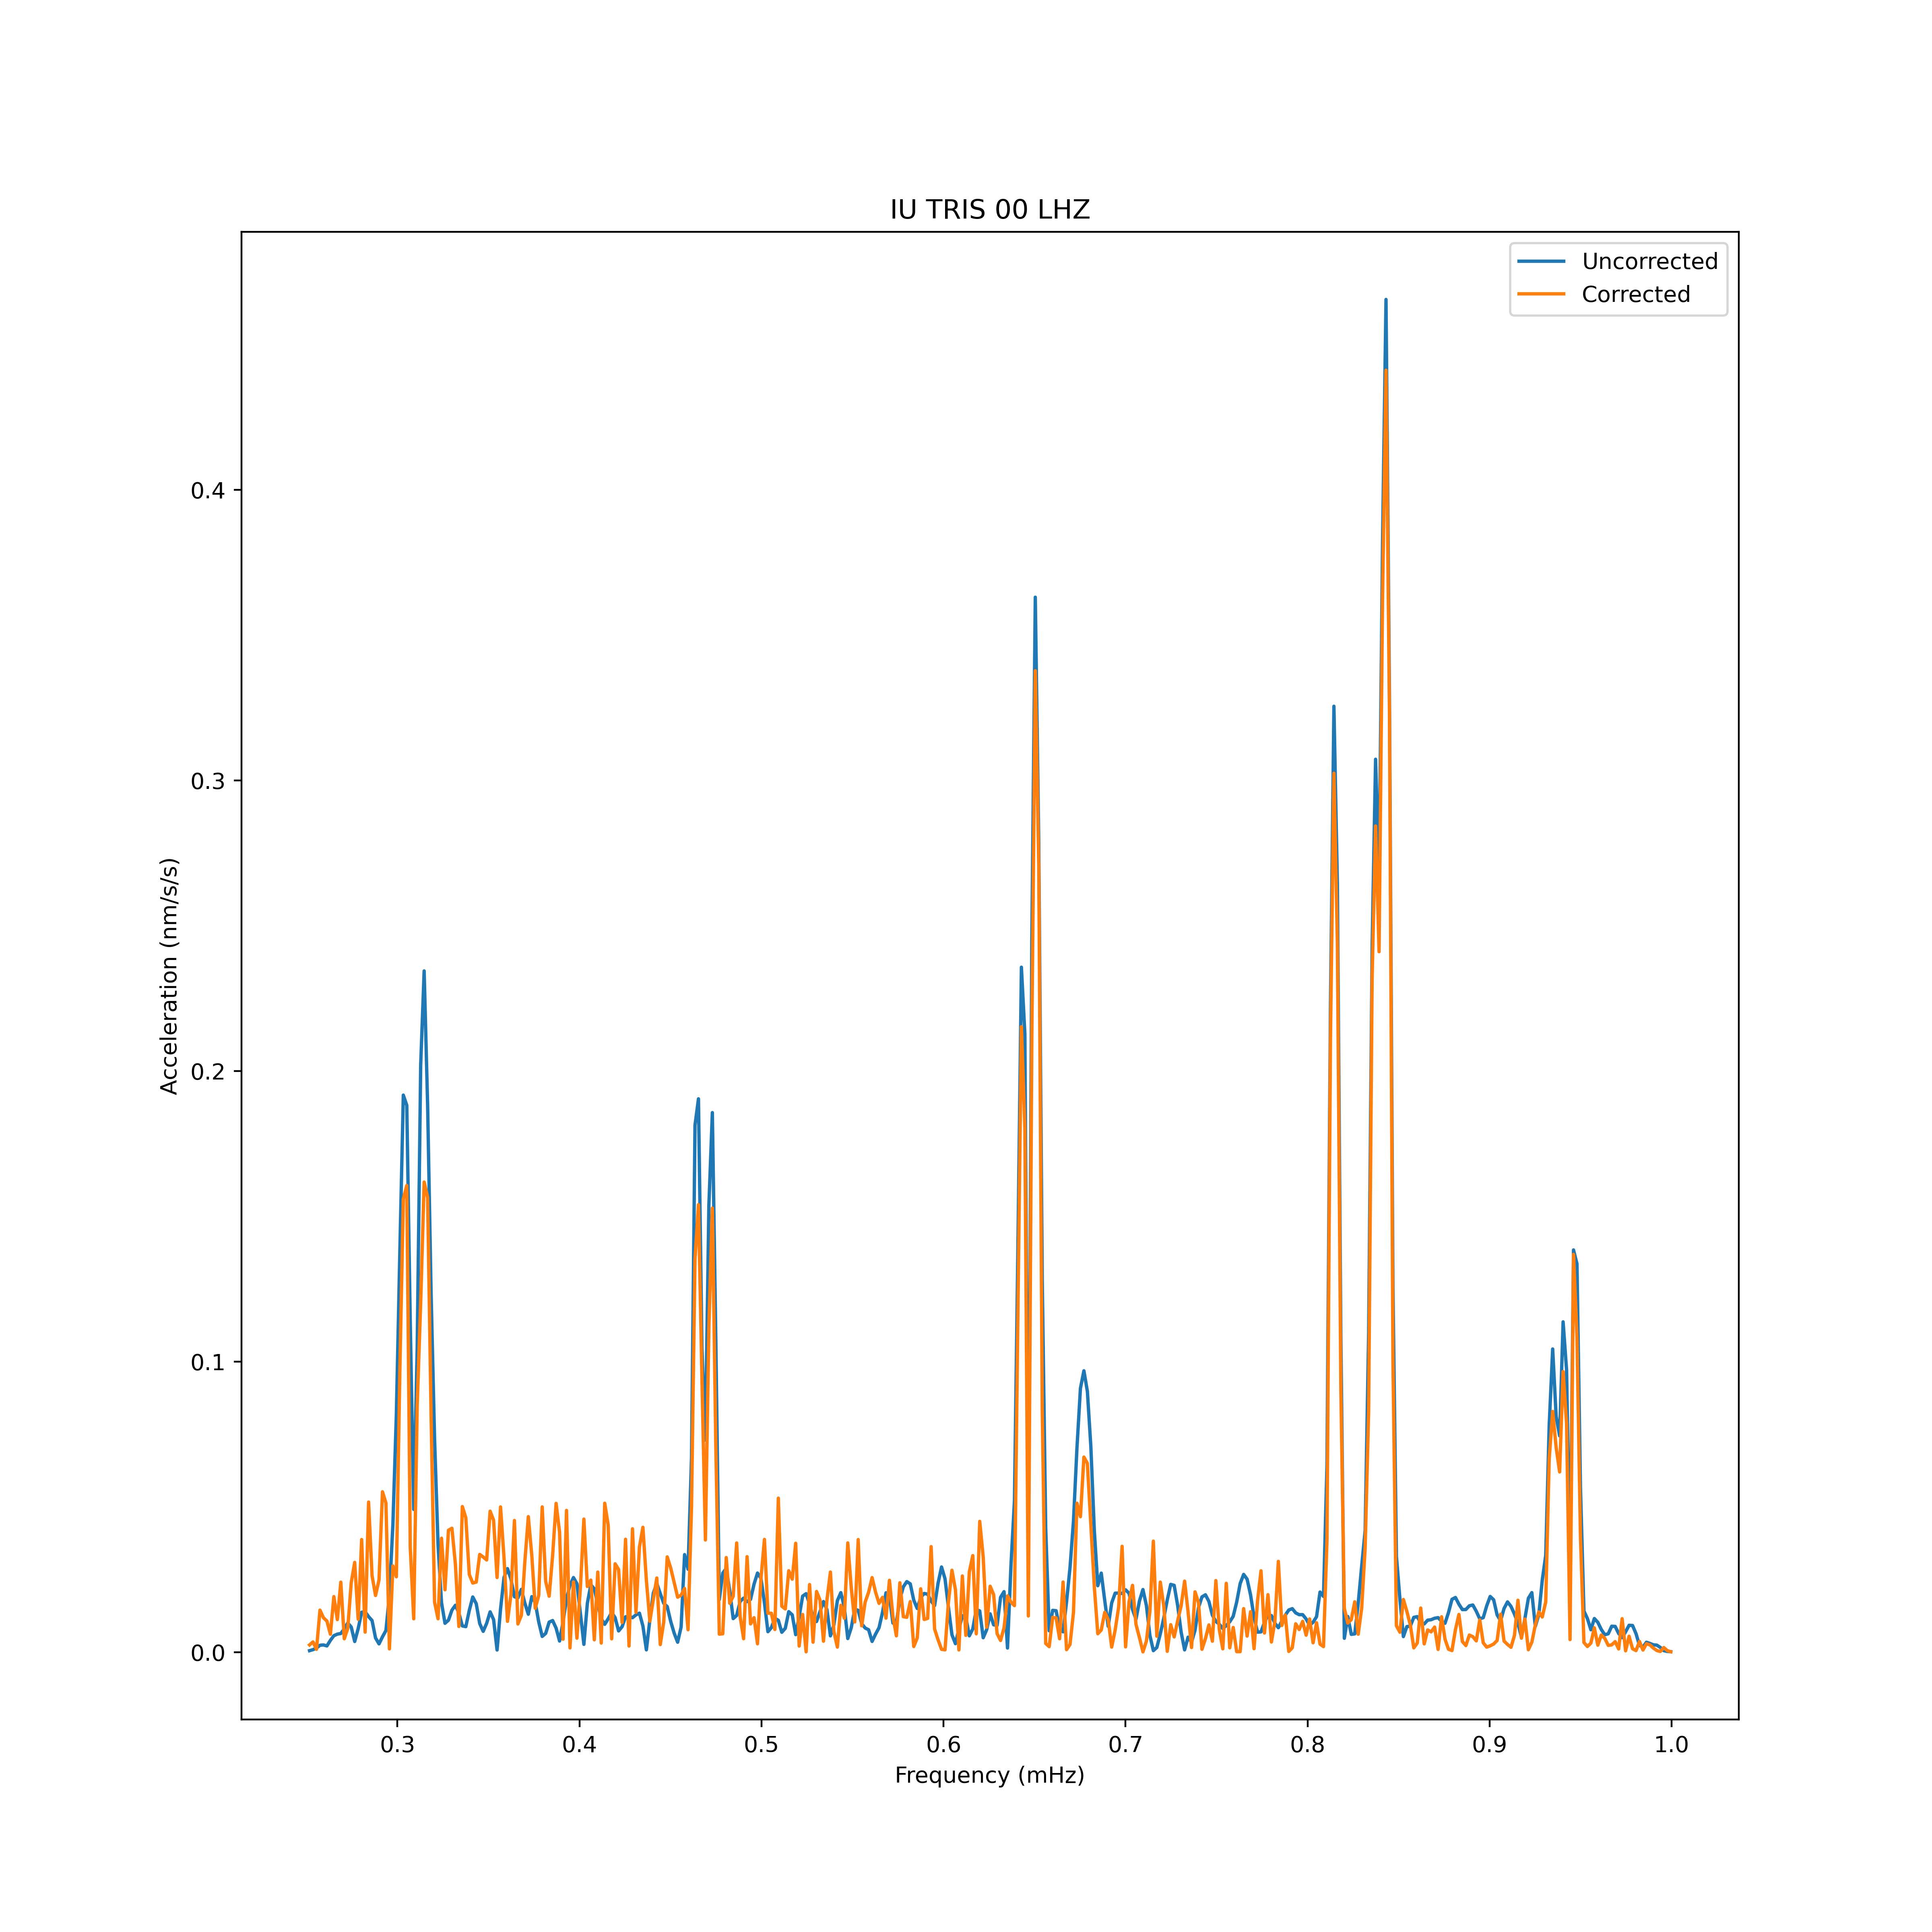 IU TRIS 00 LHZ
Uncorrected
Corrected
0.4
0.3
0.2
0.1
0.0
Acceleration (nm/s/s)
0.3 0.4 0.5 0.6 0.7 0.8 0.9 1.0
Frequency (mHz)